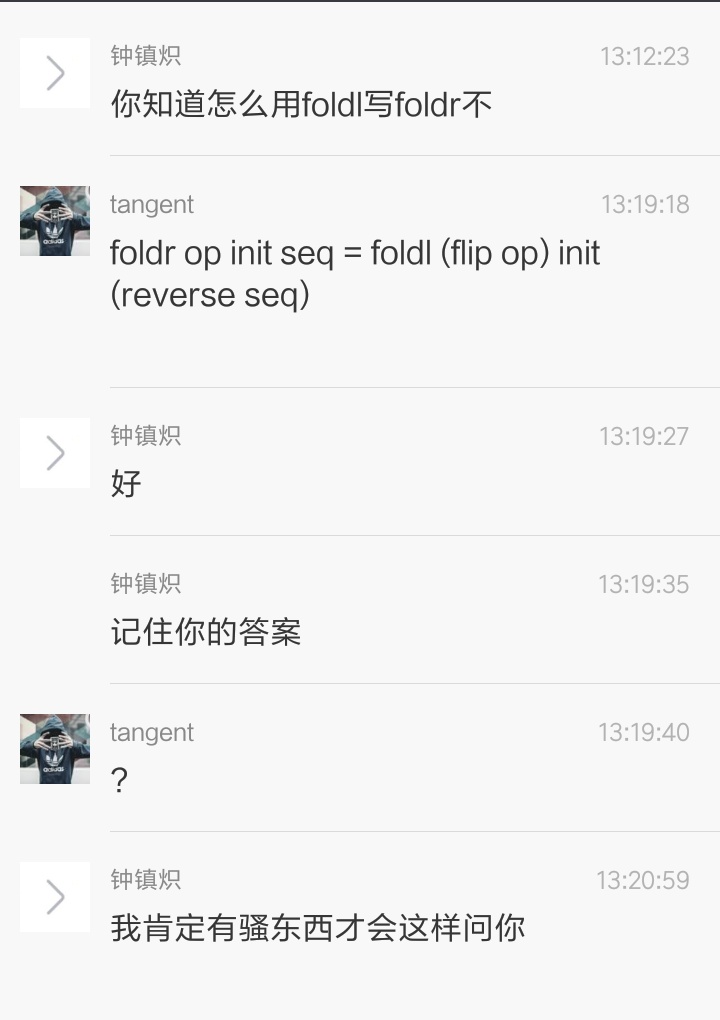 钟镇炽
13:12:23
你知道怎么用foldl写foldr不
tangent
13:19:18
foldr op init seq = foldl (flip op) init
(reverse seq)
钟镇炽
13:19:27
好
钟镇炽
13:19:35
记住你的答案
tangent
13:19:40
?
钟镇炽
13:20:59
我肯定有骚东西才会这样问你